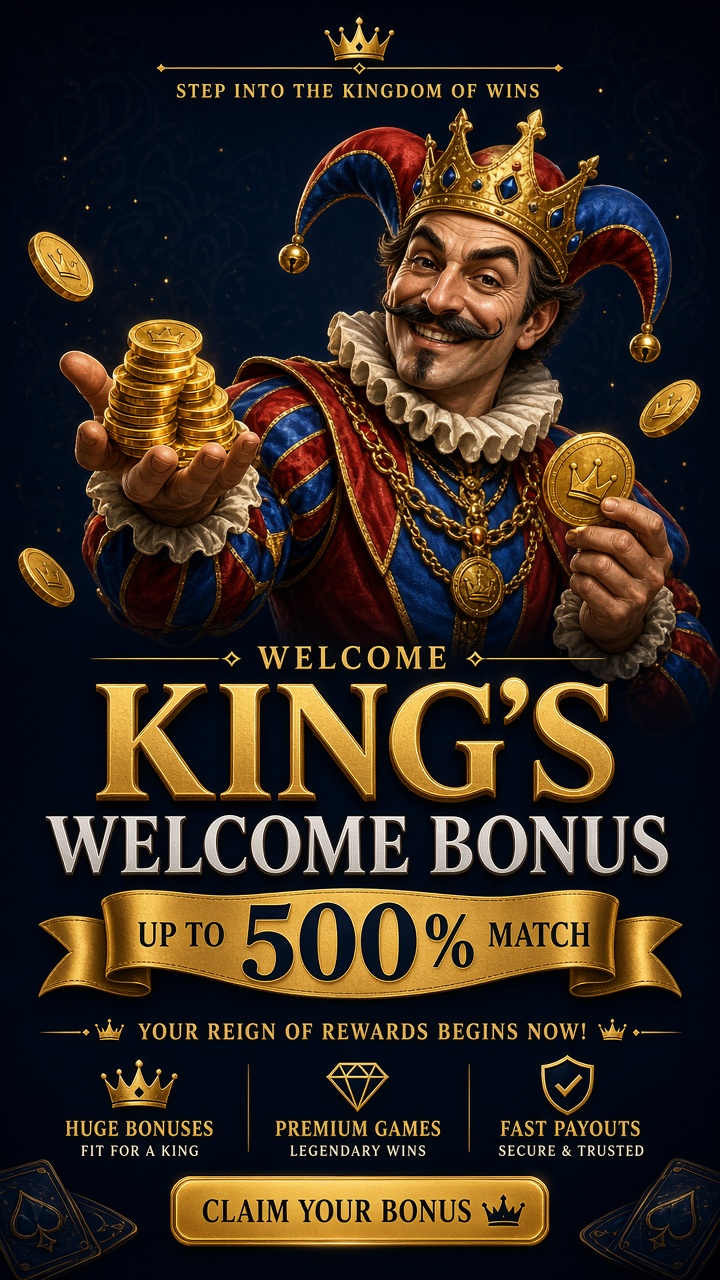 STEP INTO THE KINGDOM OF WINS
WELCOME
KING'S
WELCOME BONUS
UP TO 500% MATCH
YOUR REIGN OF REWARDS BEGINS NOW!
HUGE BONUSES
FIT FOR A KING
PREMIUM GAMES
LEGENDARY WINS
FAST PAYOUTS
SECURE & TRUSTED
CLAIM YOUR BONUS